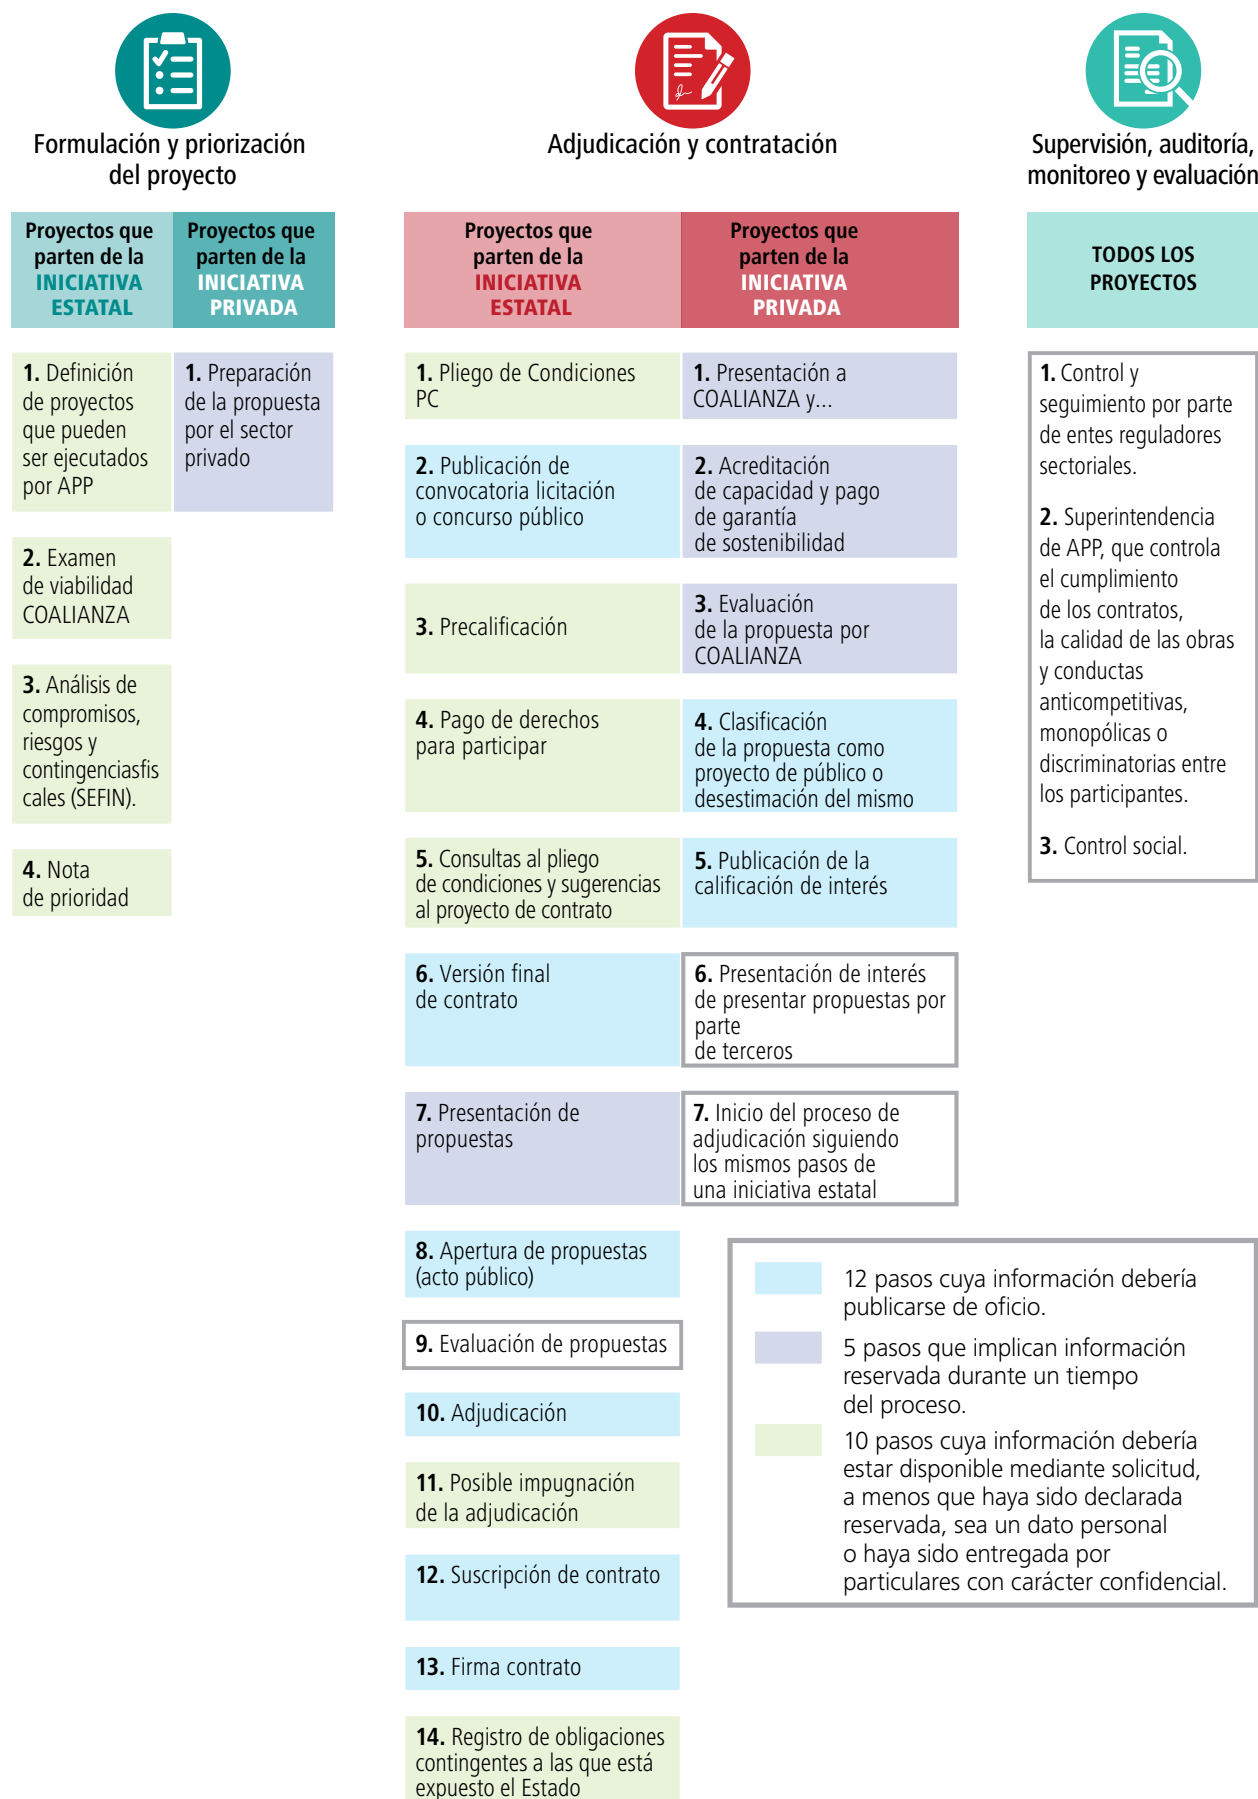 Formulación y priorización
del proyecto
Adjudicación y contratación
Supervisión, auditoría,
monitoreo y evaluación
Proyectos que
parten de la
INICIATIVA
ESTATAL
Proyectos que
parten de la
INICIATIVA
PRIVADA
1. Definición
de proyectos
que pueden
ser ejecutados
por APP
1. Preparación
de la propuesta
por el sector
privado
2. Examen
de viabilidad
COALIANZA
3. Análisis de
compromisos,
riesgos y
contingenciasfis
cales (SEFIN).
4. Nota
de prioridad
Proyectos que
parten de la
INICIATIVA
ESTATAL
Proyectos que
parten de la
INICIATIVA
PRIVADA
1. Pliego de Condiciones
PC
1. Presentación a
COALIANZA y...
2. Publicación de
convocatoria licitación
o concurso público
2. Acreditación
de capacidad y pago
de garantía
de sostenibilidad
3. Precalificación
3. Evaluación
de la propuesta por
COALIANZA
4. Pago de derechos
para participar
4. Clasificación
de la propuesta como
proyecto de público o
desestimación del mismo
5. Consultas al pliego
de condiciones y sugerencias
al proyecto de contrato
5. Publicación de la
calificación de interés
6. Versión final
de contrato
6. Presentación de interés
de presentar propuestas por
parte
de terceros
7. Presentación de
propuestas
7. Inicio del proceso de
adjudicación siguiendo
los mismos pasos de
una iniciativa estatal
8. Apertura de propuestas
(acto público)
9. Evaluación de propuestas
10. Adjudicación
11. Posible impugnación
de la adjudicación
12. Suscripción de contrato
13. Firma contrato
14. Registro de obligaciones
contingentes a las que está
expuesto el Estado
TODOS LOS
PROYECTOS
1. Control y
seguimiento por parte
de entes reguladores
sectoriales.
2. Superintendencia
de APP, que controla
el cumplimiento
de los contratos,
la calidad de las obras
y conductas
anticompetitivas,
monopólicas o
discriminatorias entre
los participantes.
3. Control social.
12 pasos cuya información debería
publicarse de oficio.
5 pasos que implican información
reservada durante un tiempo
del proceso.
10 pasos cuya información debería
estar disponible mediante solicitud,
a menos que haya sido declarada
reservada, sea un dato personal
o haya sido entregada por
particulares con carácter confidencial.